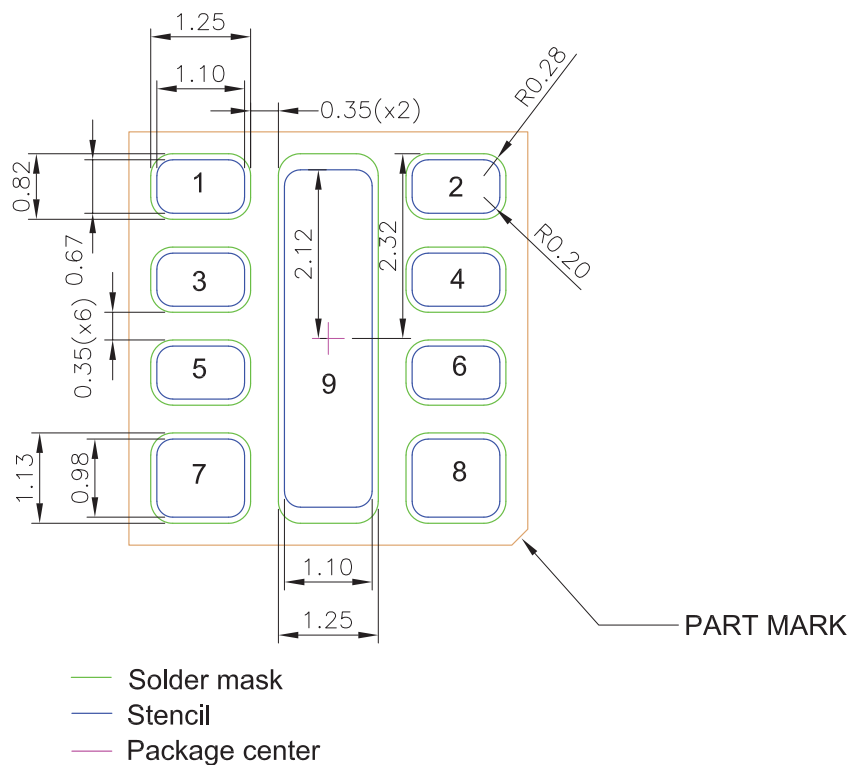 1.25
1.10
0.35(x2)
R0.28
0.82
1
2
0.67
2.12
2.32
R0.20
3
4
0.35(x6)
5
9
6
1.13
0.98
7
8
1.10
1.25
PART MARK
Solder mask
Stencil
Package center